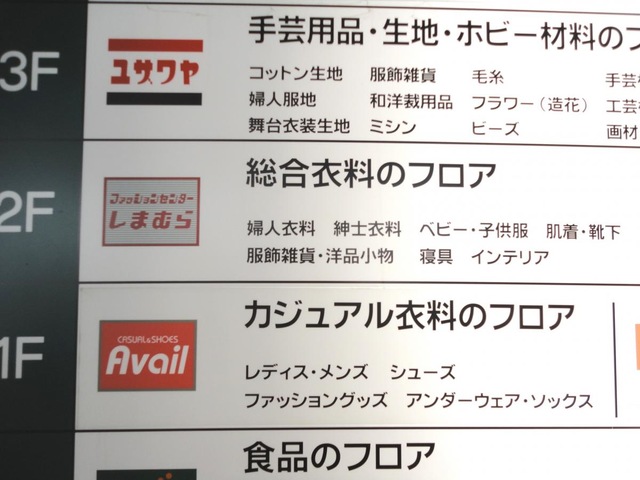 3F
ユザワヤ
手芸用品・生地・ホビー材料のフ
コットン生地 服飾雑貨 毛糸 手芸
婦人服地 和洋裁用品 フラワー（造花） 工芸
舞台衣装生地 ミシン ビーズ 画材
2F
ファッションセンター
しまむら
総合衣料のフロア
婦人衣料 紳士衣料 ベビー・子供服 肌着・靴下
服飾雑貨・洋品小物 寝具 インテリア
1F
CASUAL&SHOES
Avail
カジュアル衣料のフロア
レディス・メンズ シューズ
ファッショングッズ アンダーウェア・ソックス
食品のフロア